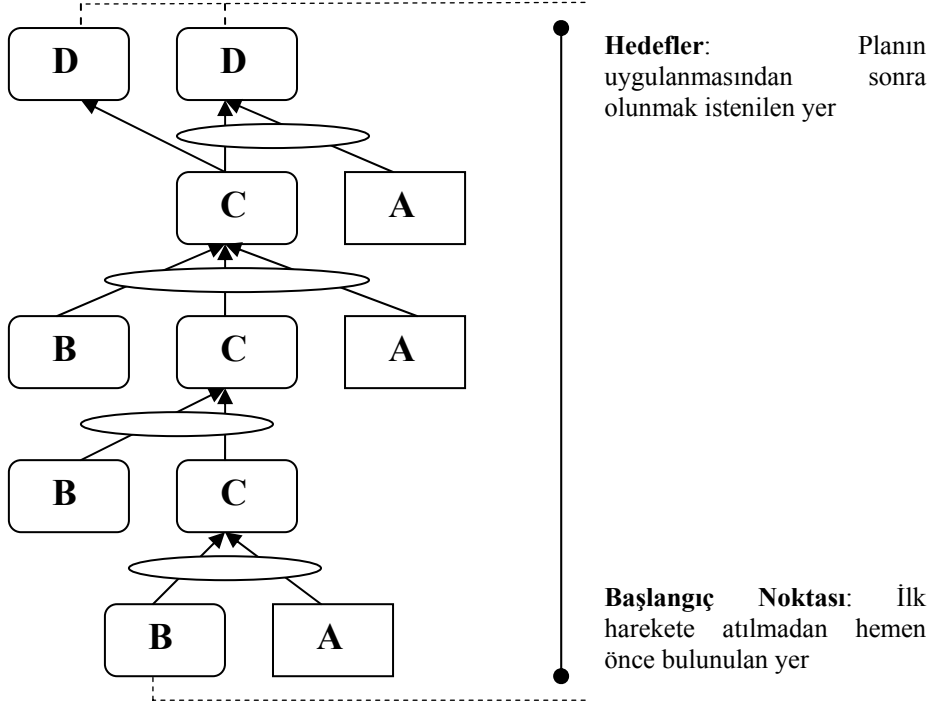 D D
Hedefler: Planın
uygulanmasından sonra
olunmak istenilen yer
C A
B C A
B C
B A
Başlangıç Noktası: İlk
harekete atılmadan hemen
önce bulunulan yer